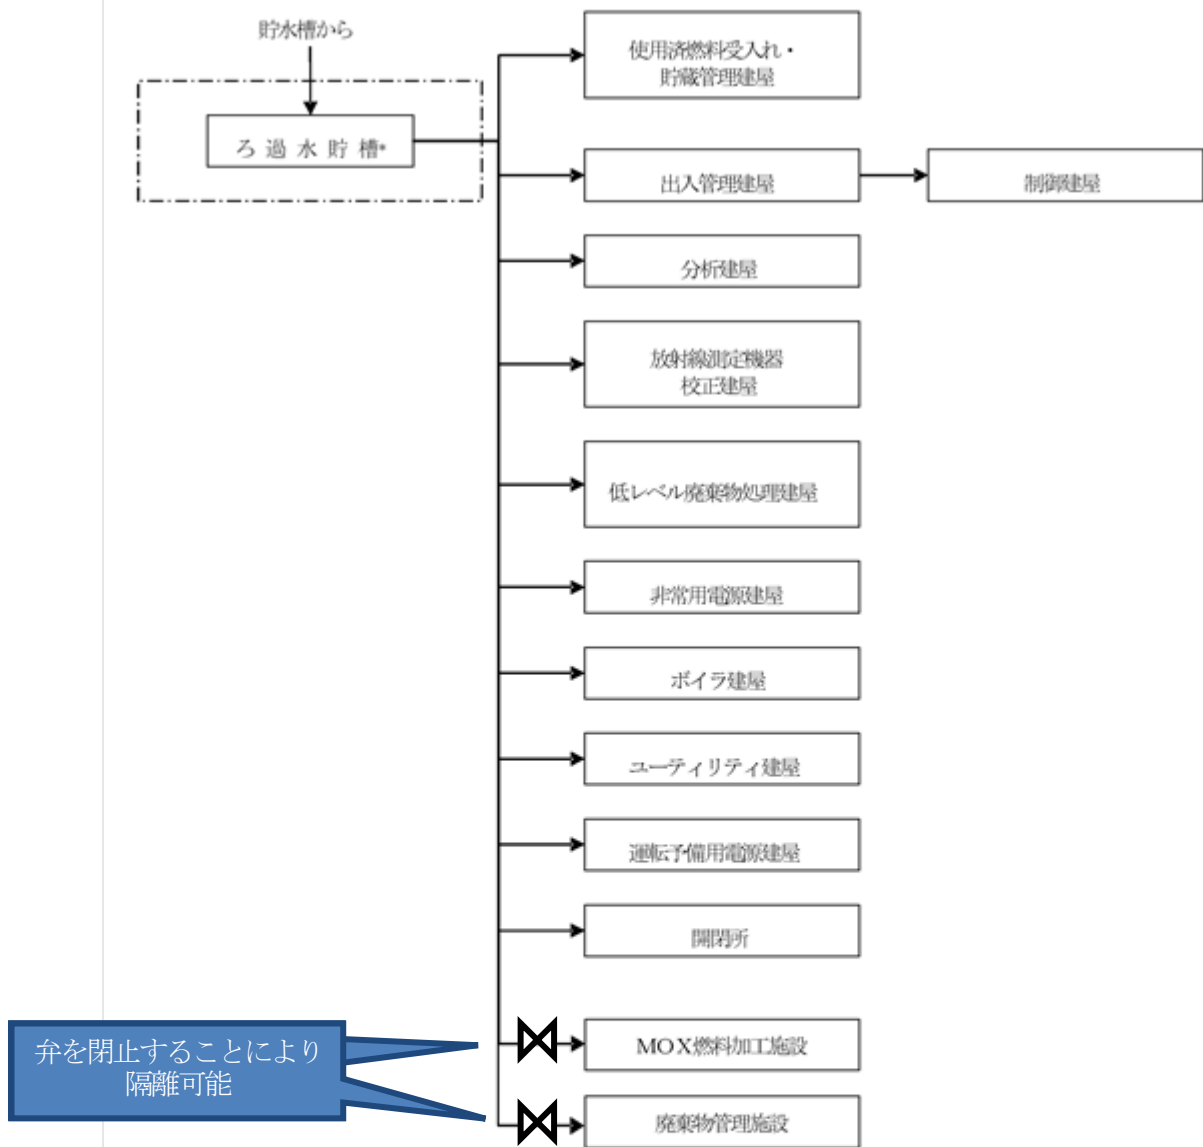 貯水槽から
ろ 過 水 貯 槽*
使用済燃料受入れ・
貯蔵管理建屋
出入管理建屋
制御建屋
分析建屋
放射線測定機器
校正建屋
低レベル廃棄物処理建屋
非常用電源建屋
ボイラ建屋
ユーティリティ建屋
運転予備用電源建屋
開閉所
弁を閉止することにより
隔離可能
MOX燃料加工施設
廃棄物管理施設